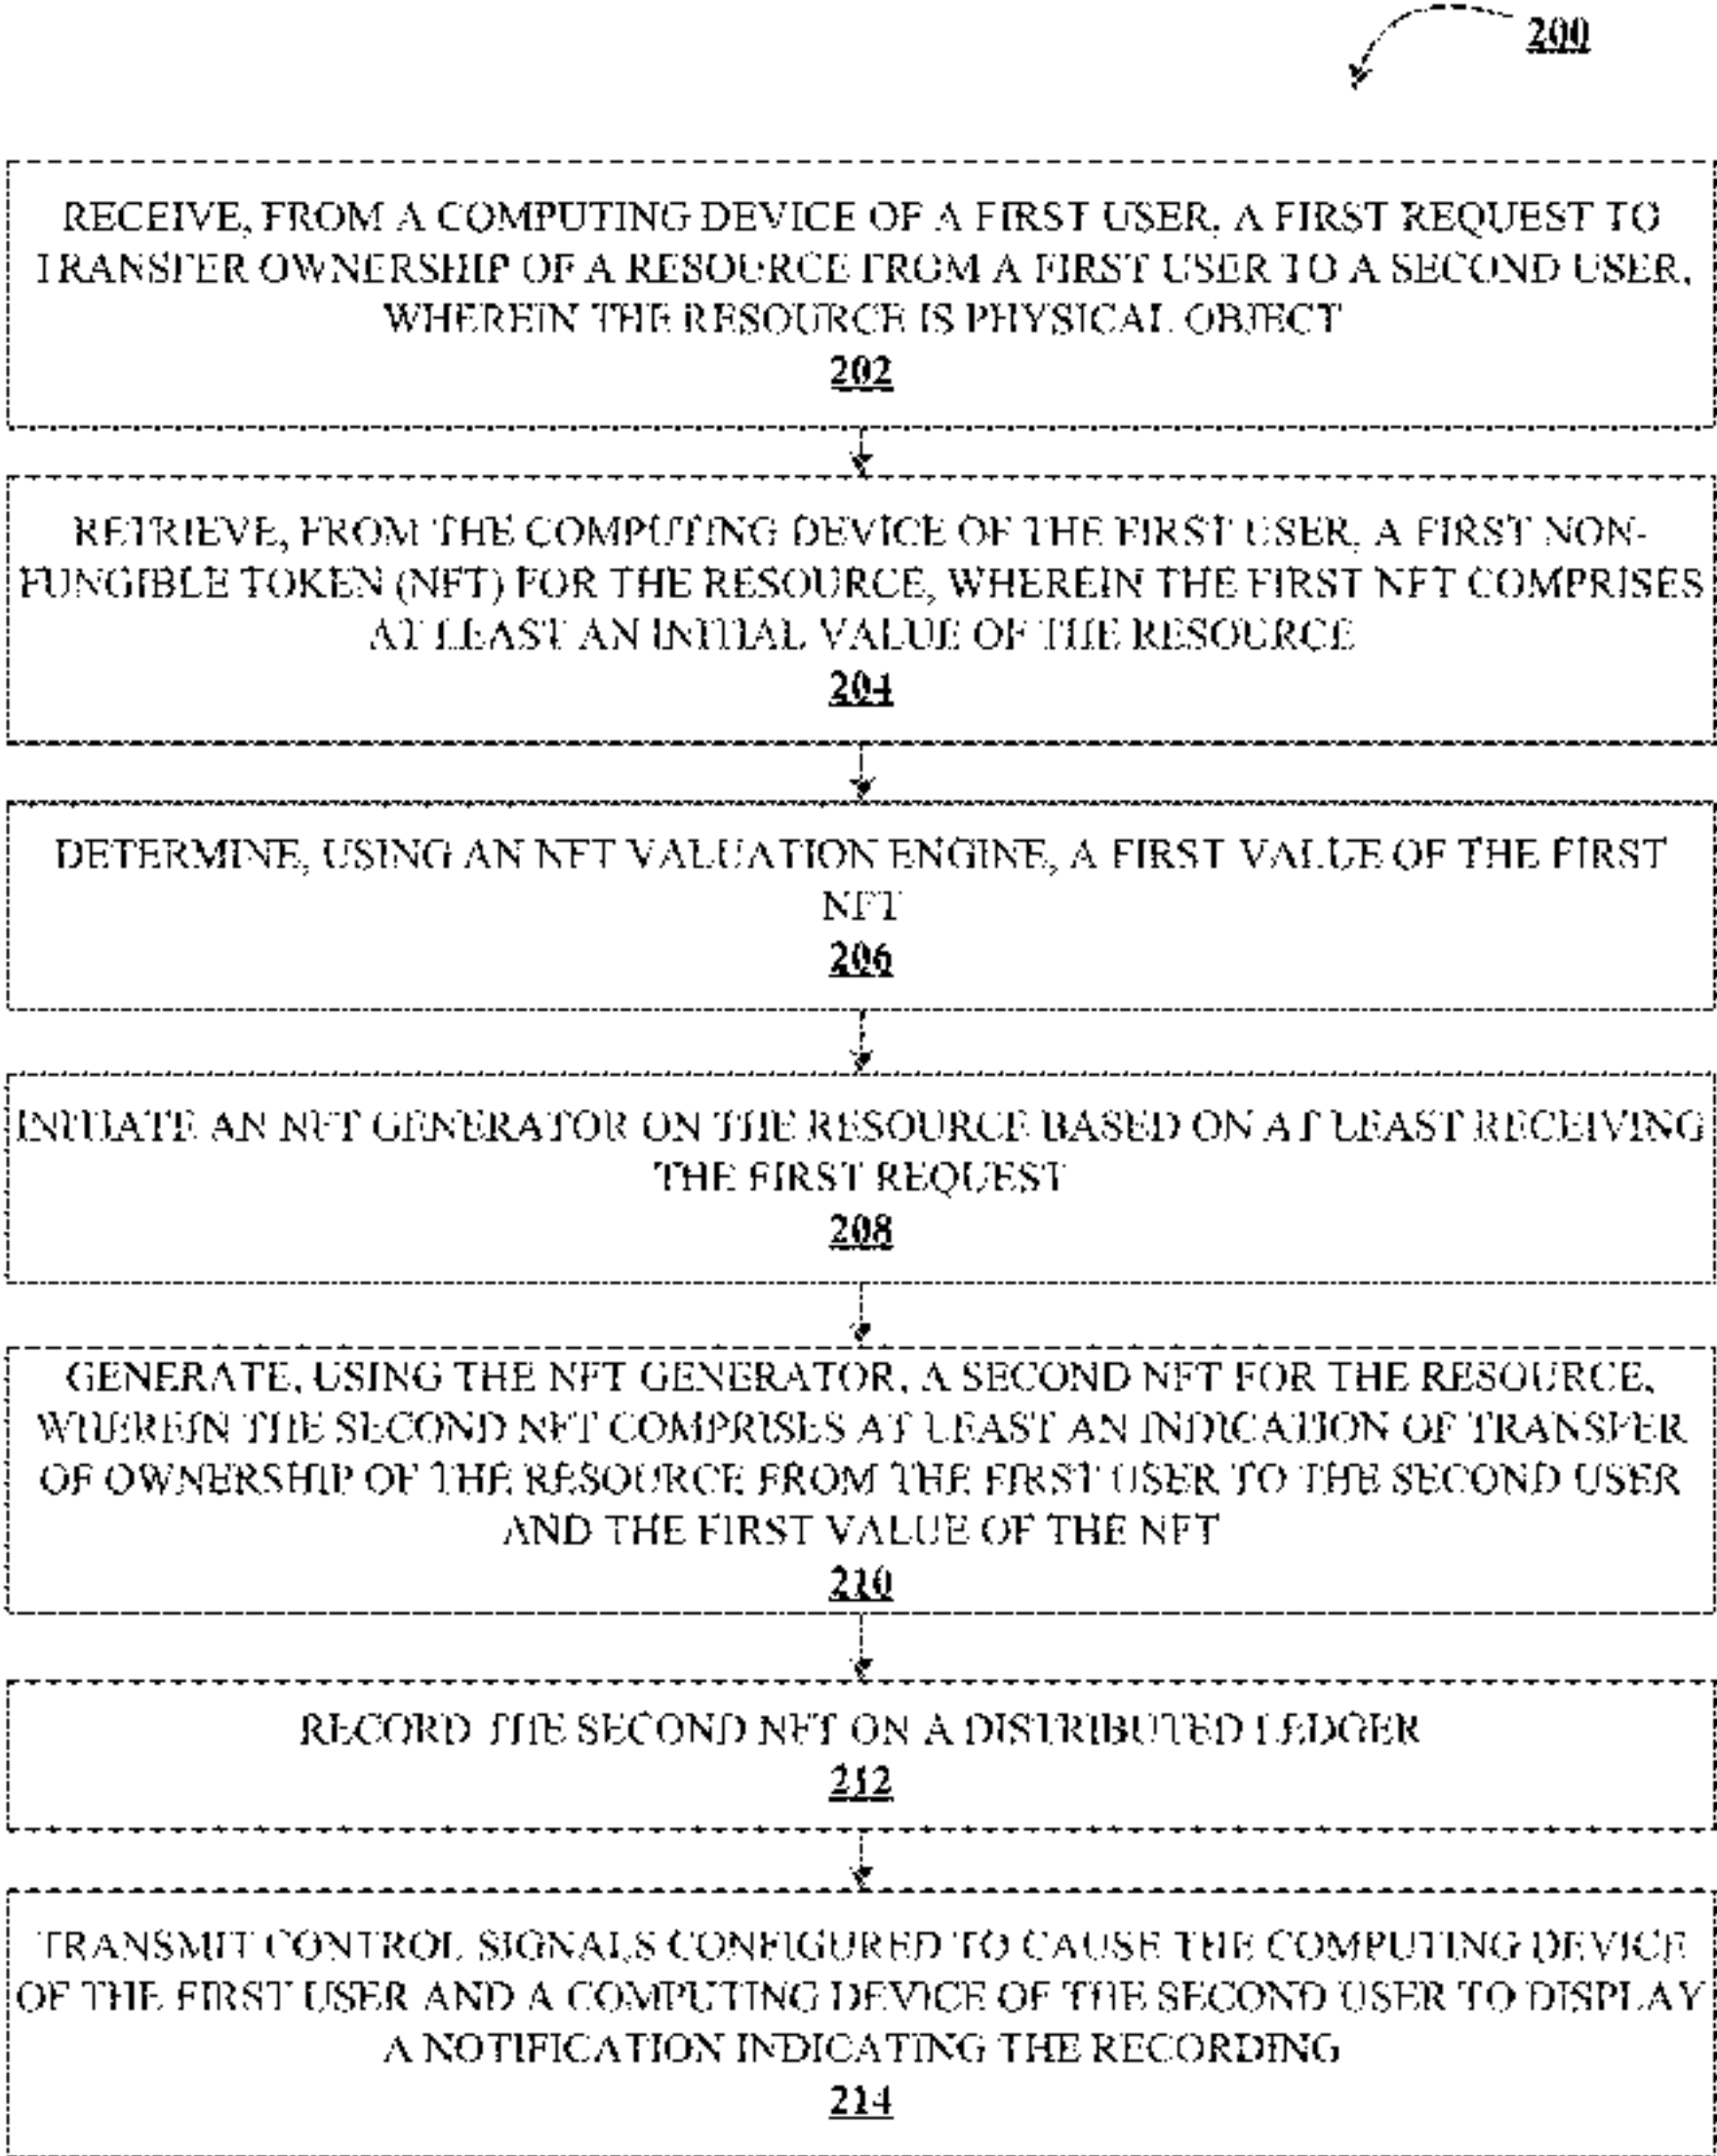 200
RECEIVE, FROM A COMPUTING DEVICE OF A FIRST USER, A FIRST REQUEST TO
TRANSFER OWNERSHIP OF A RESOURCE FROM A FIRST USER TO A SECOND USER,
WHEREIN THE RESOURCE IS PHYSICAL OBJECT
202
RETRIEVE, FROM THE COMPUTING DEVICE OF THE FIRST USER, A FIRST NON-
FUNGIBLE TOKEN (NFT) FOR THE RESOURCE, WHEREIN THE FIRST NFT COMPRISES
AT LEAST AN INITIAL VALUE OF THE RESOURCE
204
DETERMINE, USING AN NFT VALUATION ENGINE, A FIRST VALUE OF THE FIRST
NFT
206
INITIATE AN NFT GENERATOR ON THE RESOURCE BASED ON AT LEAST RECEIVING
THE FIRST REQUEST
208
GENERATE, USING THE NFT GENERATOR, A SECOND NFT FOR THE RESOURCE,
WHEREIN THE SECOND NFT COMPRISES AT LEAST AN INDICATION OF TRANSFER
OF OWNERSHIP OF THE RESOURCE FROM THE FIRST USER TO THE SECOND USER
AND THE FIRST VALUE OF THE NFT
210
RECORD THE SECOND NFT ON A DISTRIBUTED LEDGER
212
TRANSMIT CONTROL SIGNALS CONFIGURED TO CAUSE THE COMPUTING DEVICE
OF THE FIRST USER AND A COMPUTING DEVICE OF THE SECOND USER TO DISPLAY
A NOTIFICATION INDICATING THE RECORDING
214